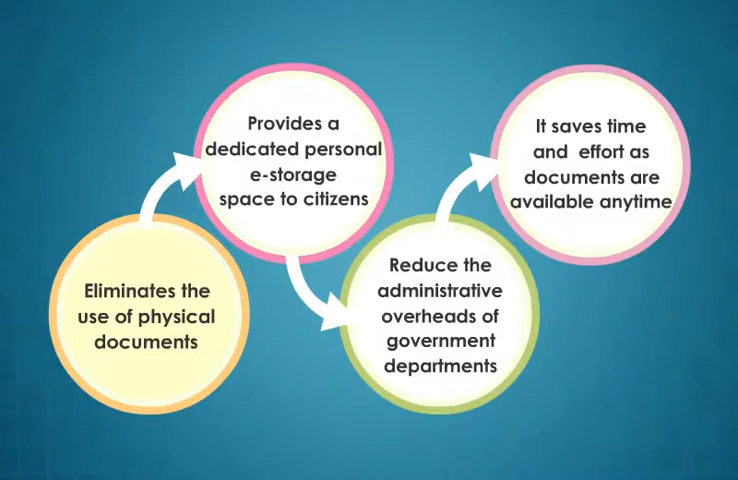 Eliminates the
use of physical
documents
Provides a
dedicated personal
e-storage
space to citizens
Reduce the
administrative
overheads of
government
departments
It saves time
and effort as
documents are
available anytime